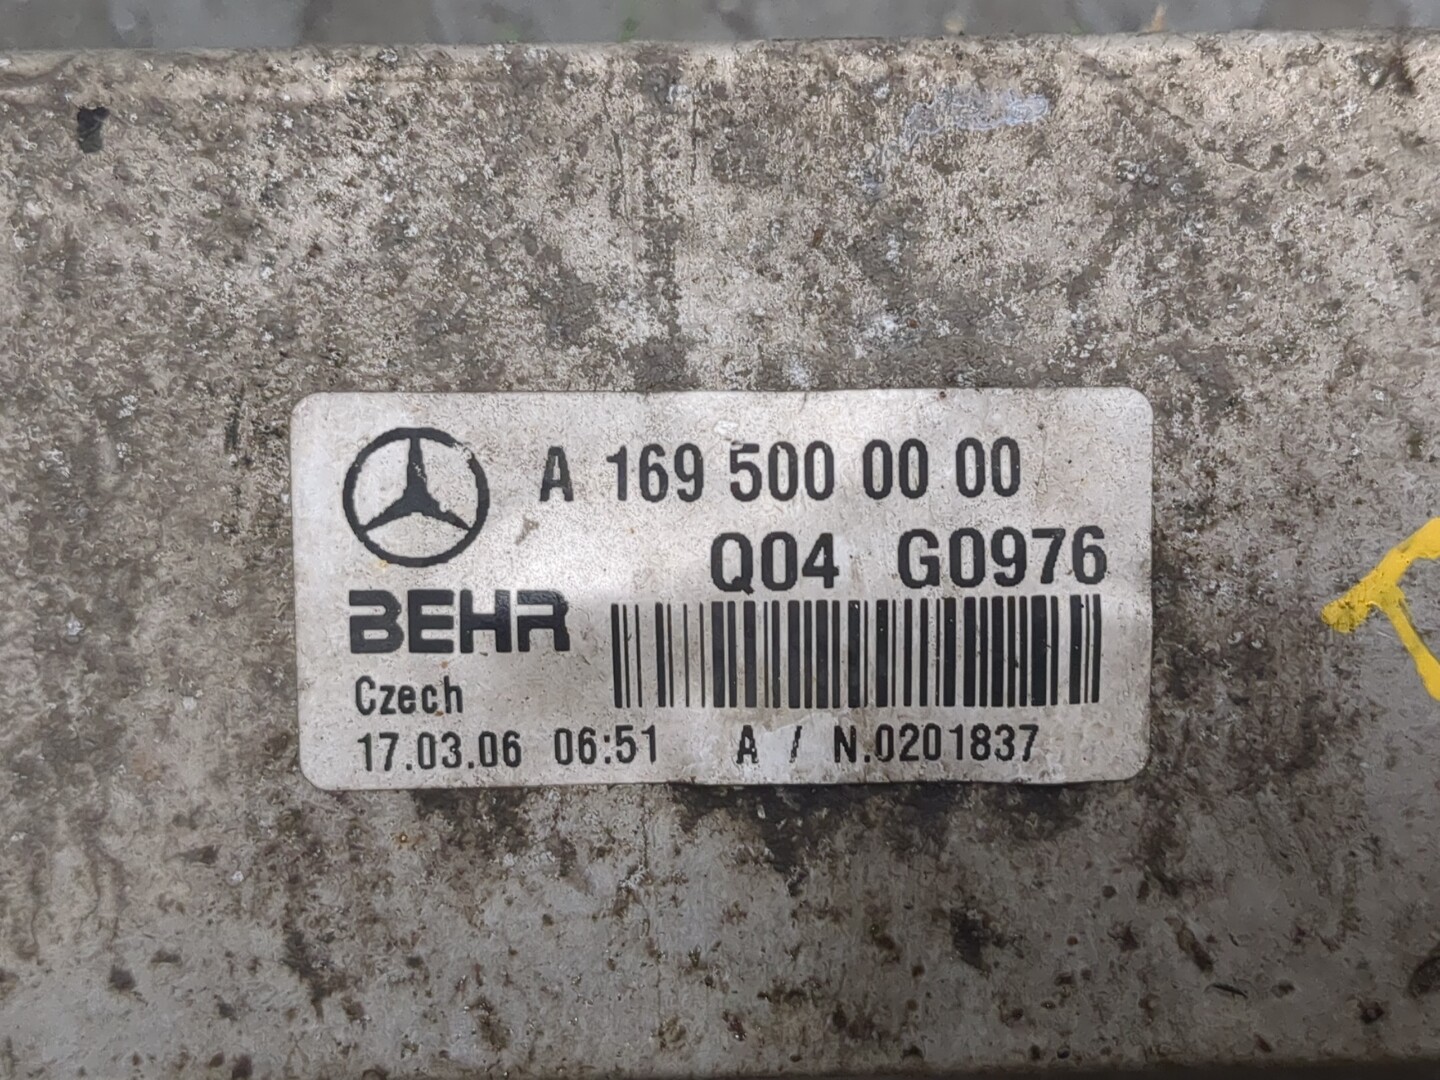 A 169 500 00 00
Q04 G0976
BEHR
Czech
17.03.06 06:51 A / N.0201837